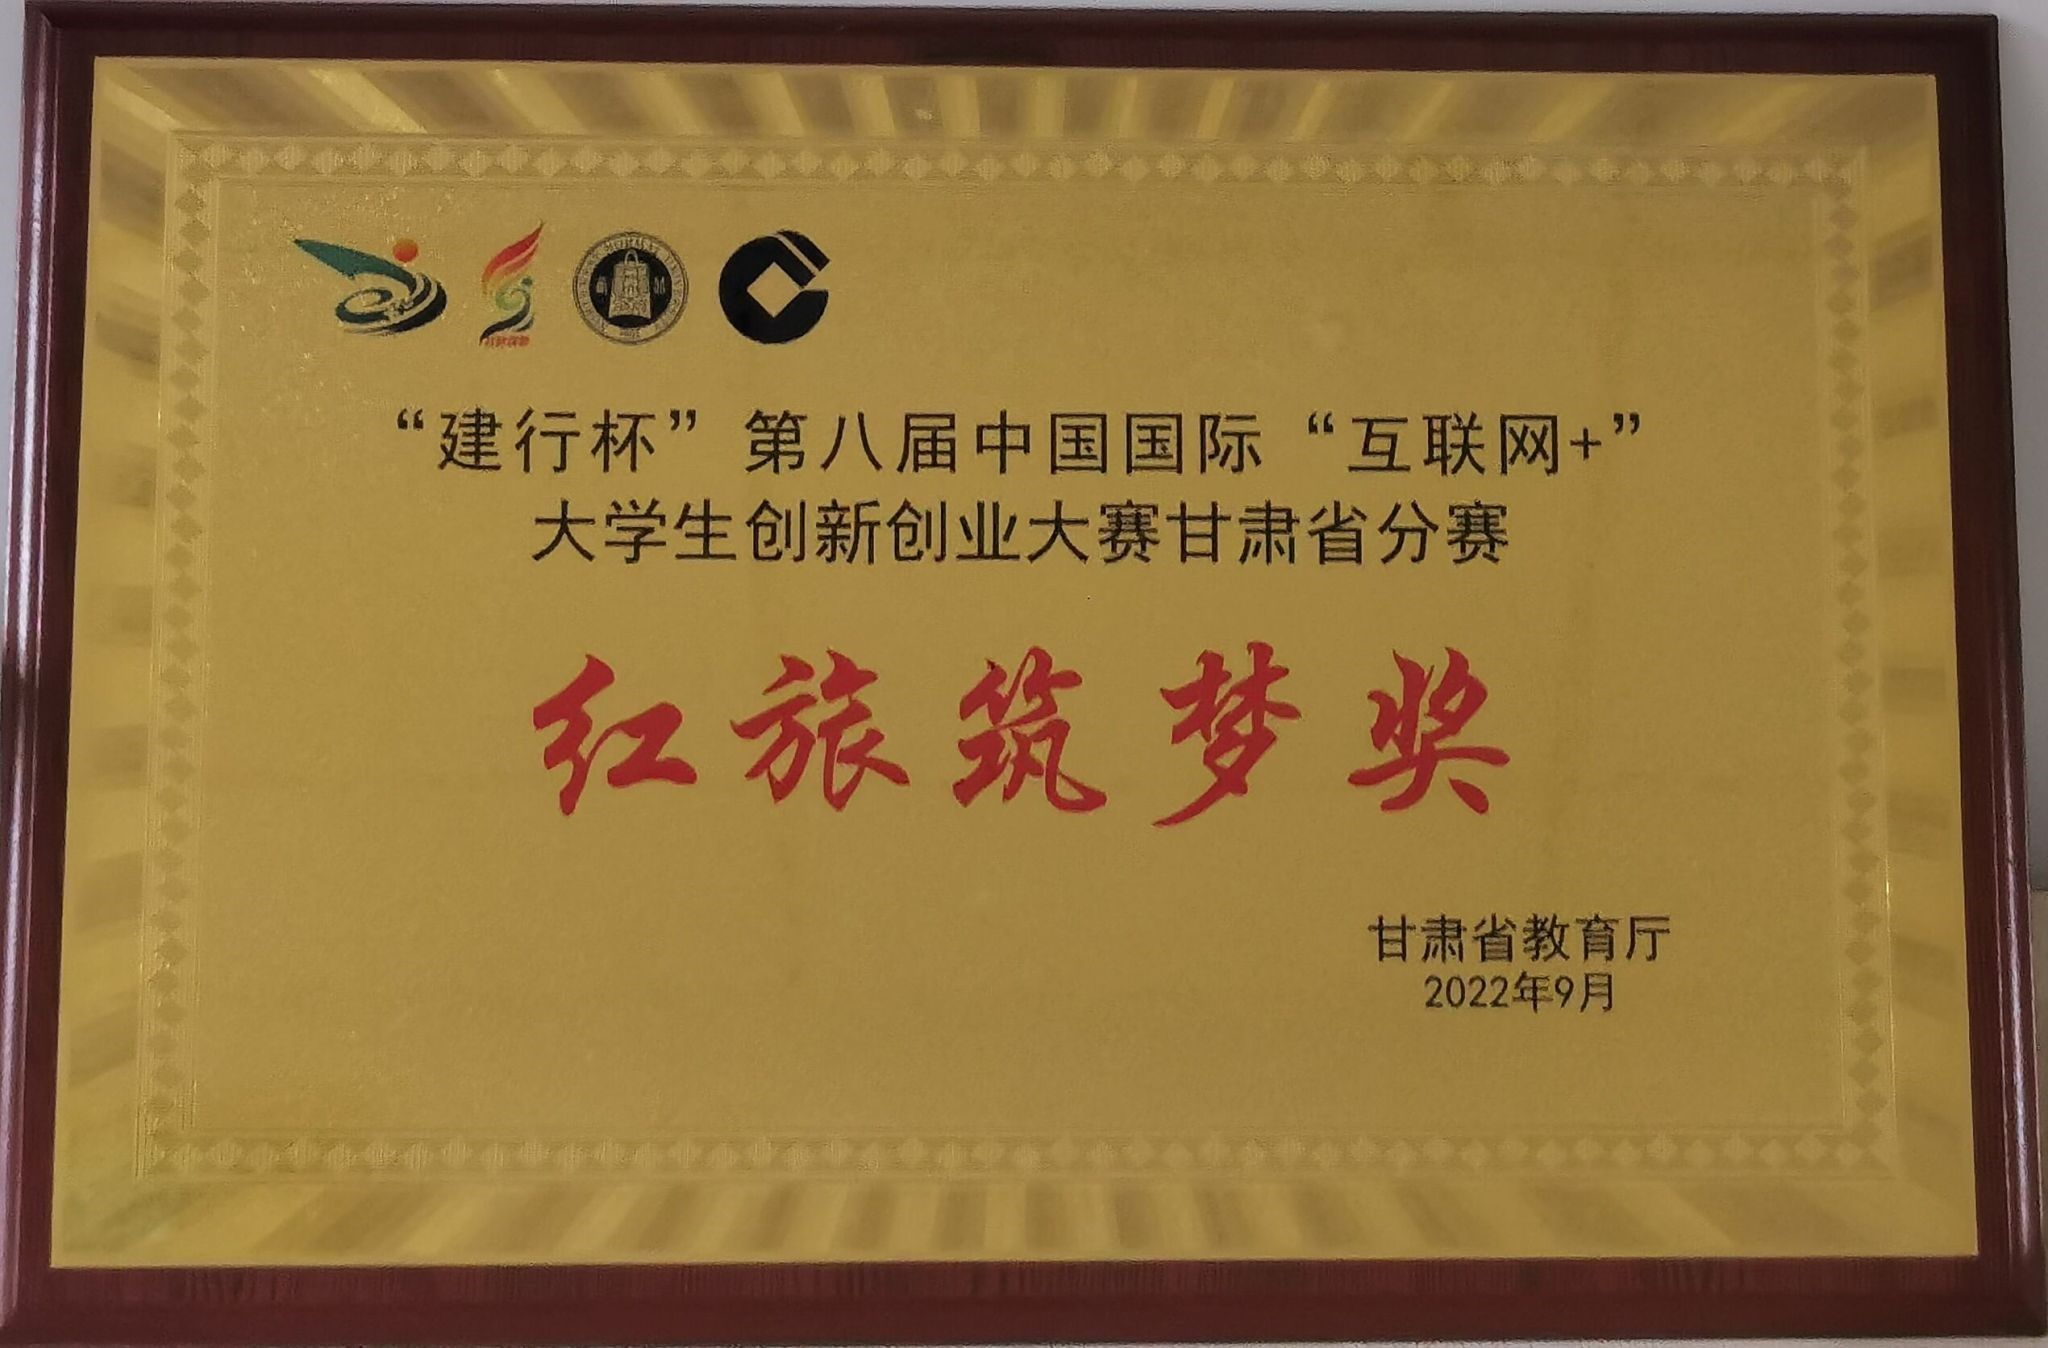 “建行杯”第八届中国国际“互联网+”
大学生创新创业大赛甘肃省分赛
红旅筑梦奖
甘肃省教育厅
2022年9月